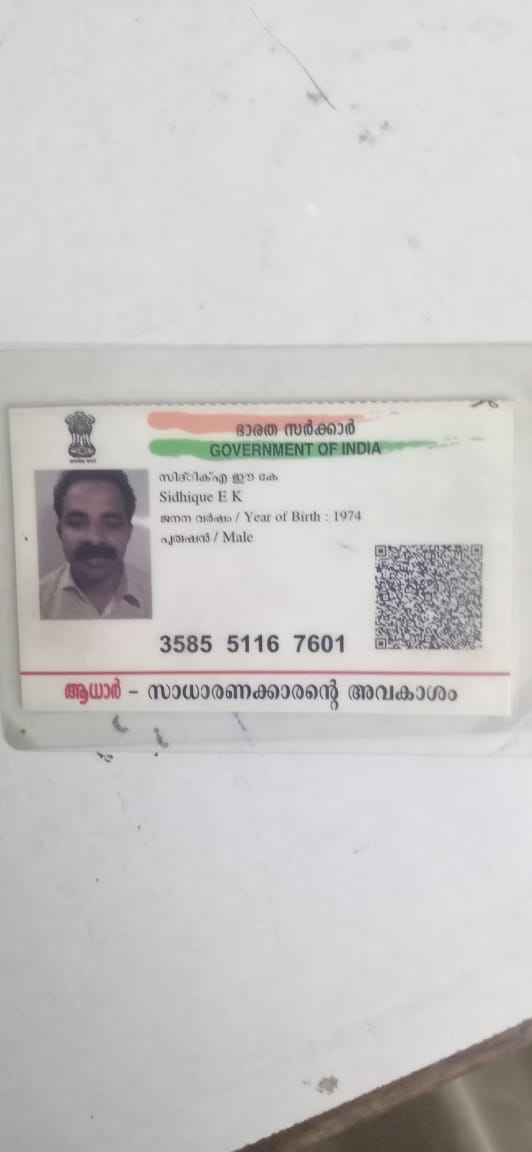 ഭാരത സർക്കാർ
GOVERNMENT OF INDIA
സിദ്ിക്എ ഈ കേ
Sidhique E K
ജനന വർഷം / Year of Birth : 1974
പുരുഷൻ / Male
3585 5116 7601
ആധാർ – സാധാരണക്കാരന്റെ അവകാശം